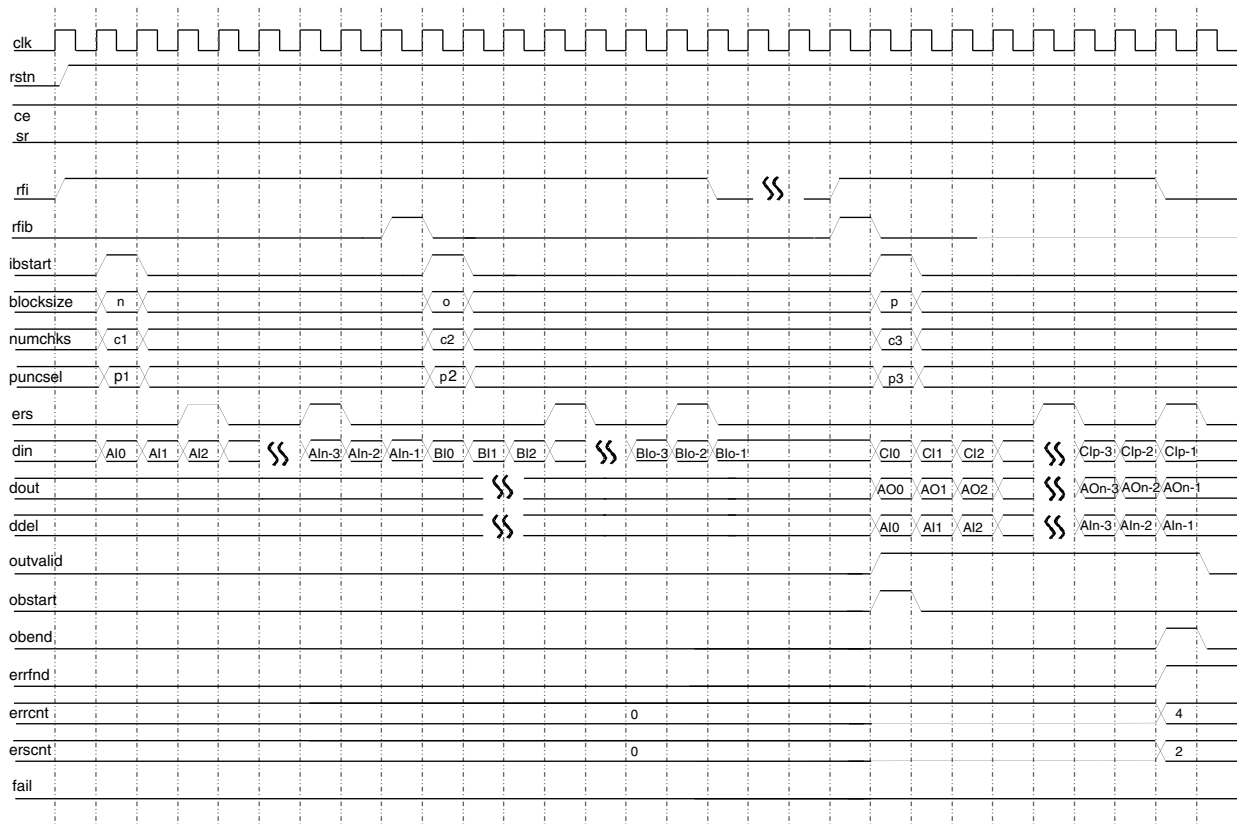 clk
rstn
ce
sr
rfi
rfib
ibstart
blocksize n o p
numchks c1 c2 c3
puncsel p1 p2 p3
ers
din AI0 AI1 AI2 AIn-3 AIn-2 AIn-1 BI0 BI1 BI2 BIo-3 BIo-2 BIo-1 CI0 CI1 CI2 CIp-3 CIp-2 CIp-1
dout AO0 AO1 AO2 AOn-3 AOn-2 AOn-1
ddel AI0 AI1 AI2 AIn-3 AIn-2 AIn-1
outvalid
obstart
obend
errfnd
errcnt 0 4
erscnt 0 2
fail